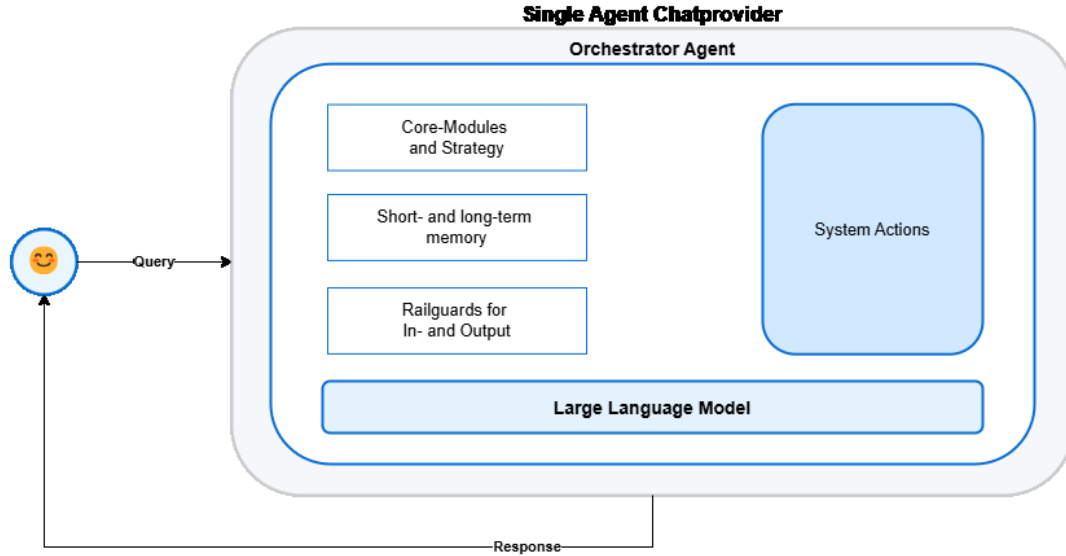 Single Agent Chatprovider
Orchestrator Agent
Core-Modules
and Strategy
Short- and long-term
memory
System Actions
Query
Railguards for
In- and Output
Large Language Model
Response